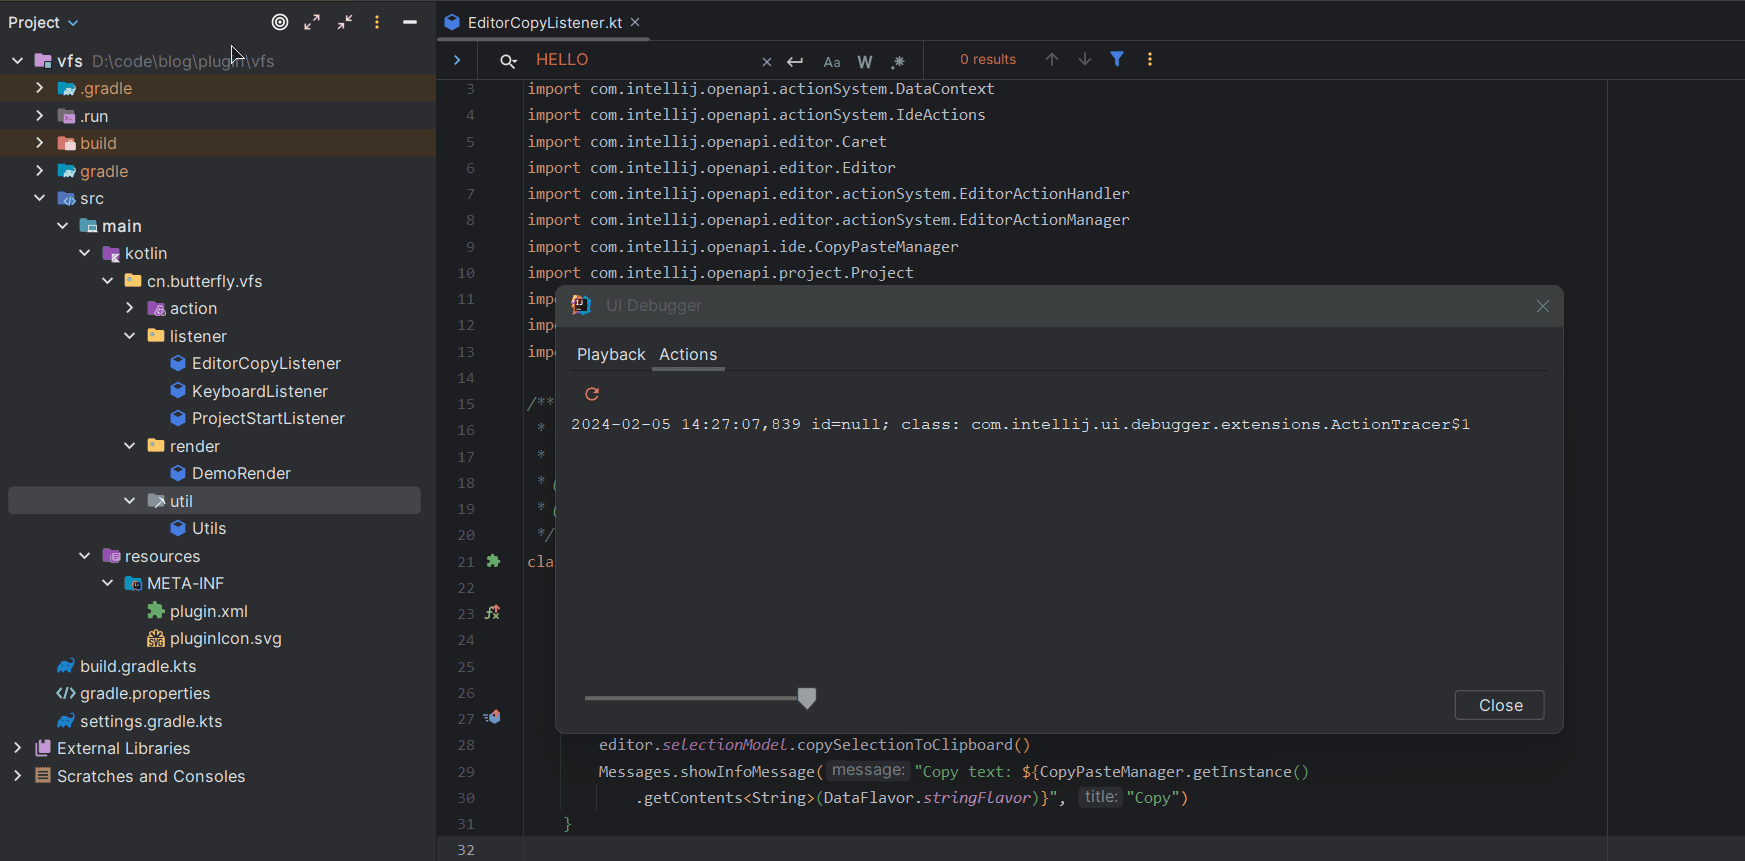 Project
vfs D:\code\blog\plugin\vfs
.gradle
.run
build
gradle
src
main
kotlin
cn.butterfly.vfs
action
listener
EditorCopyListener
KeyboardListener
ProjectStartListener
render
DemoRender
util
Utils
resources
META-INF
plugin.xml
pluginIcon.svg
build.gradle.kts
gradle.properties
settings.gradle.kts
External Libraries
Scratches and Consoles
EditorCopyListener.kt
HELLO Aa W .* 0 results
3 import com.intellij.openapi.actionSystem.DataContext
4 import com.intellij.openapi.actionSystem.IdeActions
5 import com.intellij.openapi.editor.Caret
6 import com.intellij.openapi.editor.Editor
7 import com.intellij.openapi.editor.actionSystem.EditorActionHandler
8 import com.intellij.openapi.editor.actionSystem.EditorActionManager
9 import com.intellij.openapi.ide.CopyPasteManager
10 import com.intellij.openapi.project.Project
11 imp
12 imp
13 imp
14
15 /**
16 *
17 *
18 *
19 *
20 */
21 cla
22
23
24
25
26
27
28 editor.selectionModel.copySelectionToClipboard()
29 Messages.showInfoMessage( message: "Copy text: ${CopyPasteManager.getInstance()
30 .getContents<String>(DataFlavor.stringFlavor)}", title: "Copy")
31 }
32
UI Debugger
Playback Actions
2024-02-05 14:27:07,839 id=null; class: com.intellij.ui.debugger.extensions.ActionTracer$1
Close